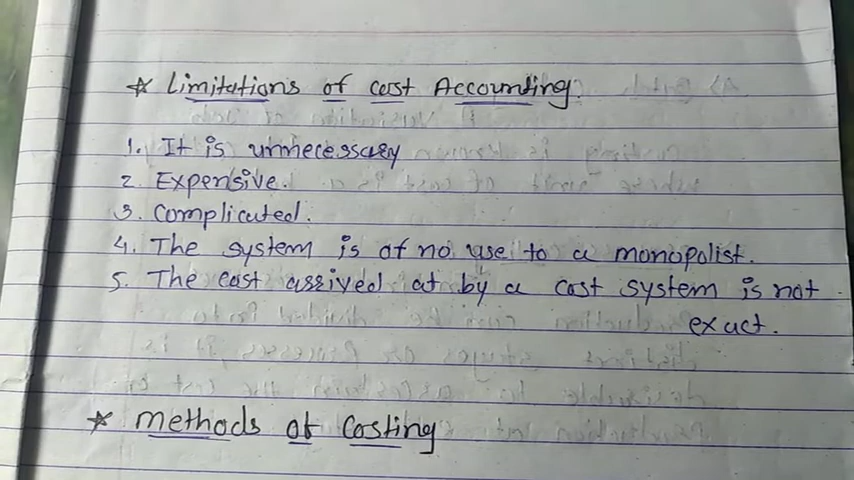 * Limitations of cost Accounting.
1. It is unnecessary
2. Expensive.
3. Complicated.
4. The system is of no use to a monopolist.
5. The cost arrived at by a cost system is not
exact.
* methods of Costing